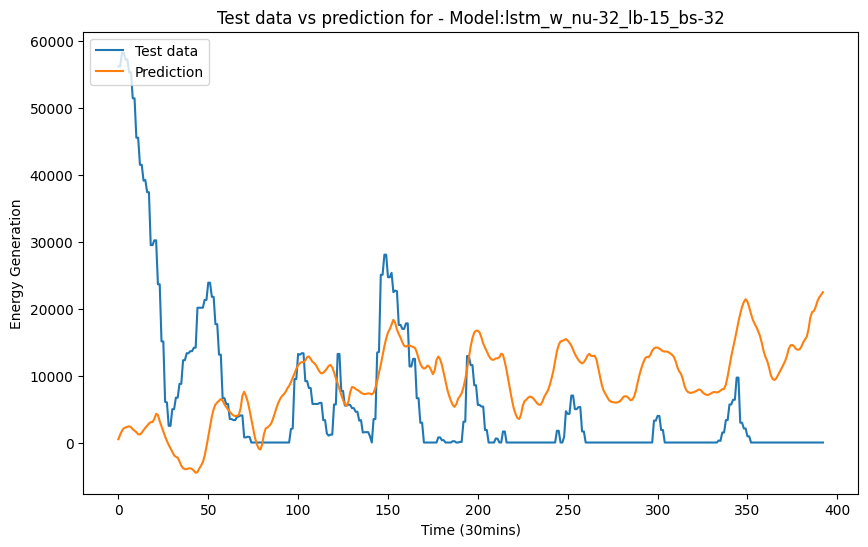 Test data vs prediction for - Model:lstm_w_nu-32_lb-15_bs-32
Test data
Prediction
60000
50000
40000
30000
20000
10000
0
Energy Generation
0 50 100 150 200 250 300 350 400
Time (30mins)